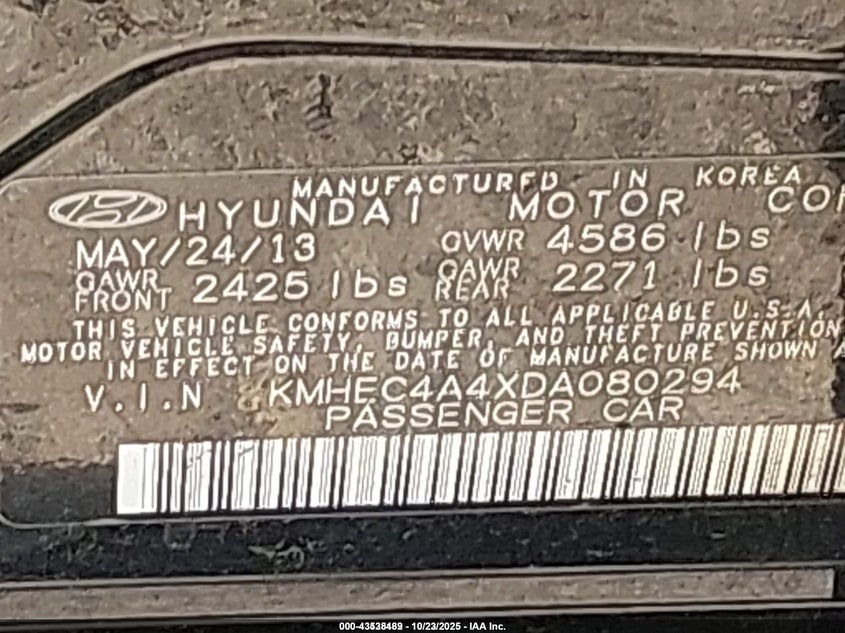 MANUFACTURED IN KOREA
HYUNDAI MOTOR CO
MAY/24/13 GVWR 4586 lbs
GAWR FRONT 2425 lbs GAWR REAR 2271 lbs
THIS VEHICLE CONFORMS TO ALL APPLICABLE U.S.A.
MOTOR VEHICLE SAFETY, BUMPER, AND THEFT PREVENTION
IN EFFECT ON THE DATE OF MANUFACTURE SHOWN A
V.I.N : KMHEC4A4XDA080294
PASSENGER CAR
000-43538489 - 10/23/2025 - IAA Inc.